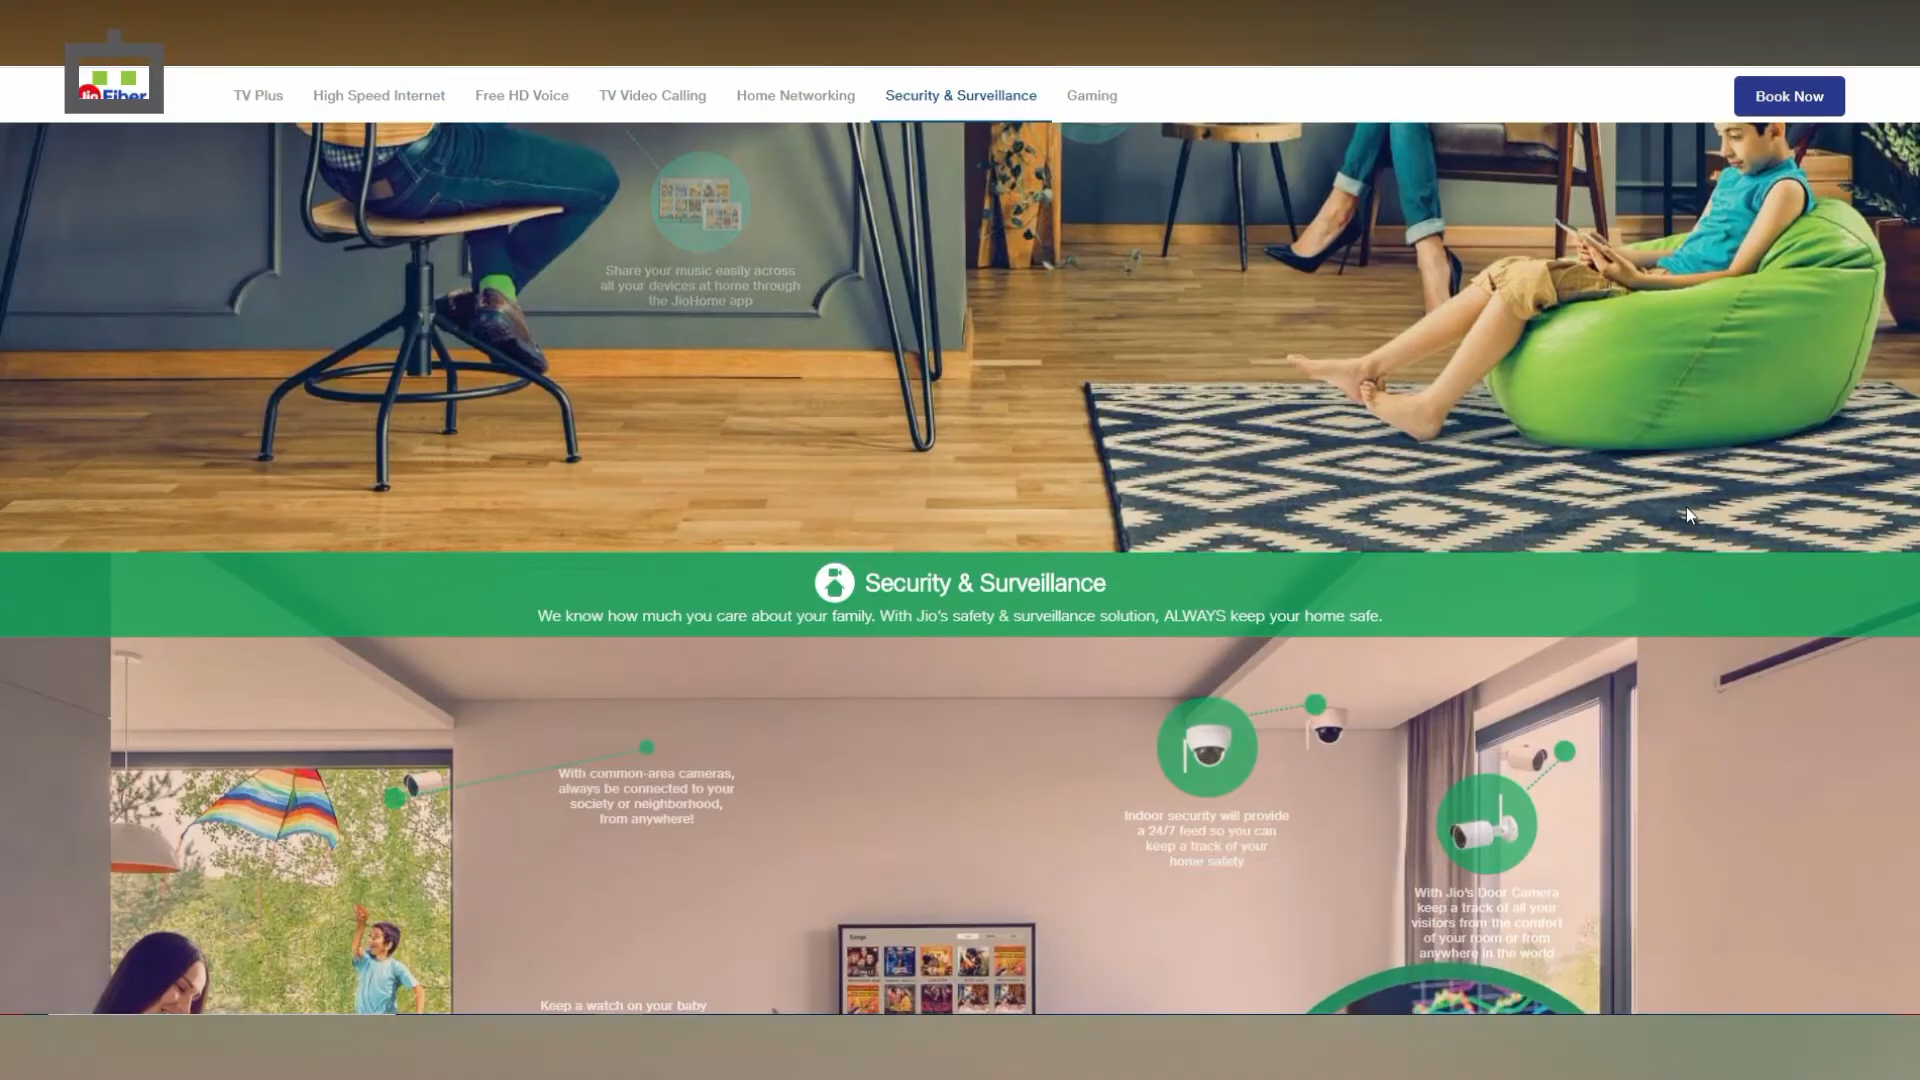 Jio Fiber
TV Plus
High Speed Internet
Free HD Voice
TV Video Calling
Home Networking
Security & Surveillance
Gaming
Book Now
Share your music easily across
all your devices at home through
the JioHome app
Security & Surveillance
We know how much you care about your family. With Jio's safety & surveillance solution, ALWAYS keep your home safe.
With common-area cameras,
always be connected to your
society or neighborhood,
from anywhere!
Indoor security will provide
a 24/7 feed so you can
keep a track of your
home safety
With Jio's Door Camera
keep a track of all your
visitors from the comfort
of your room or from
anywhere in the world
Songs
Keep a watch on your baby